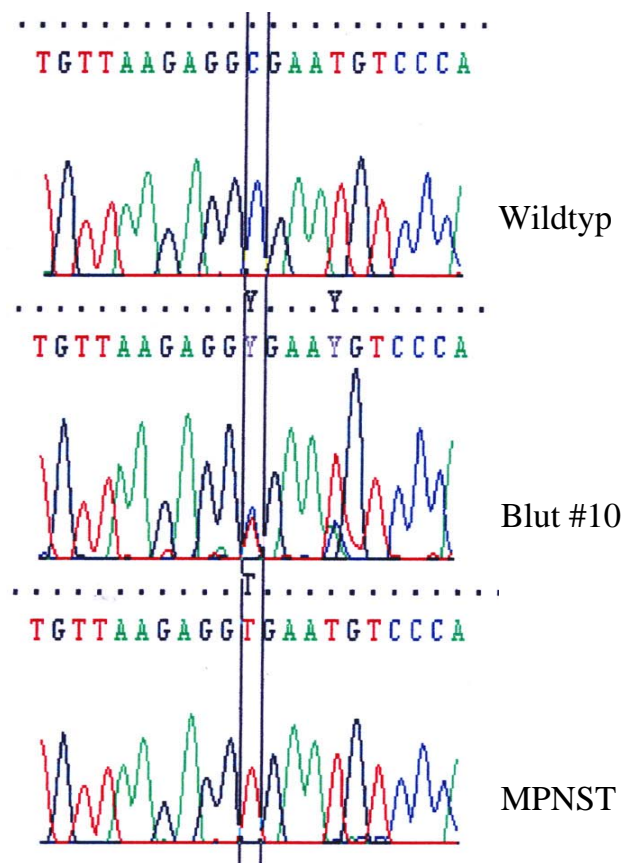 TGTTAAGAGGCGAATGTCCCA
Wildtyp
Y Y
TGTTAAGAGGYGAAYGTCCCA
Blut #10
T
TGTTAAGAGGTGAATGTCCCA
MPNST